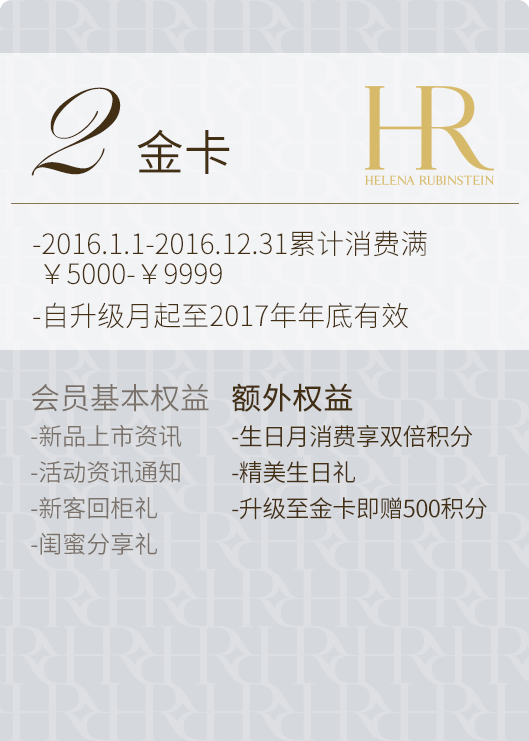 2 金卡
HR
HELENA RUBINSTEIN
-2016.1.1-2016.12.31累计消费满
￥5000-￥9999
-自升级月起至2017年年底有效
会员基本权益
-新品上市资讯
-活动资讯通知
-新客回柜礼
-闺蜜分享礼
额外权益
-生日月消费享双倍积分
-精美生日礼
-升级至金卡即赠500积分